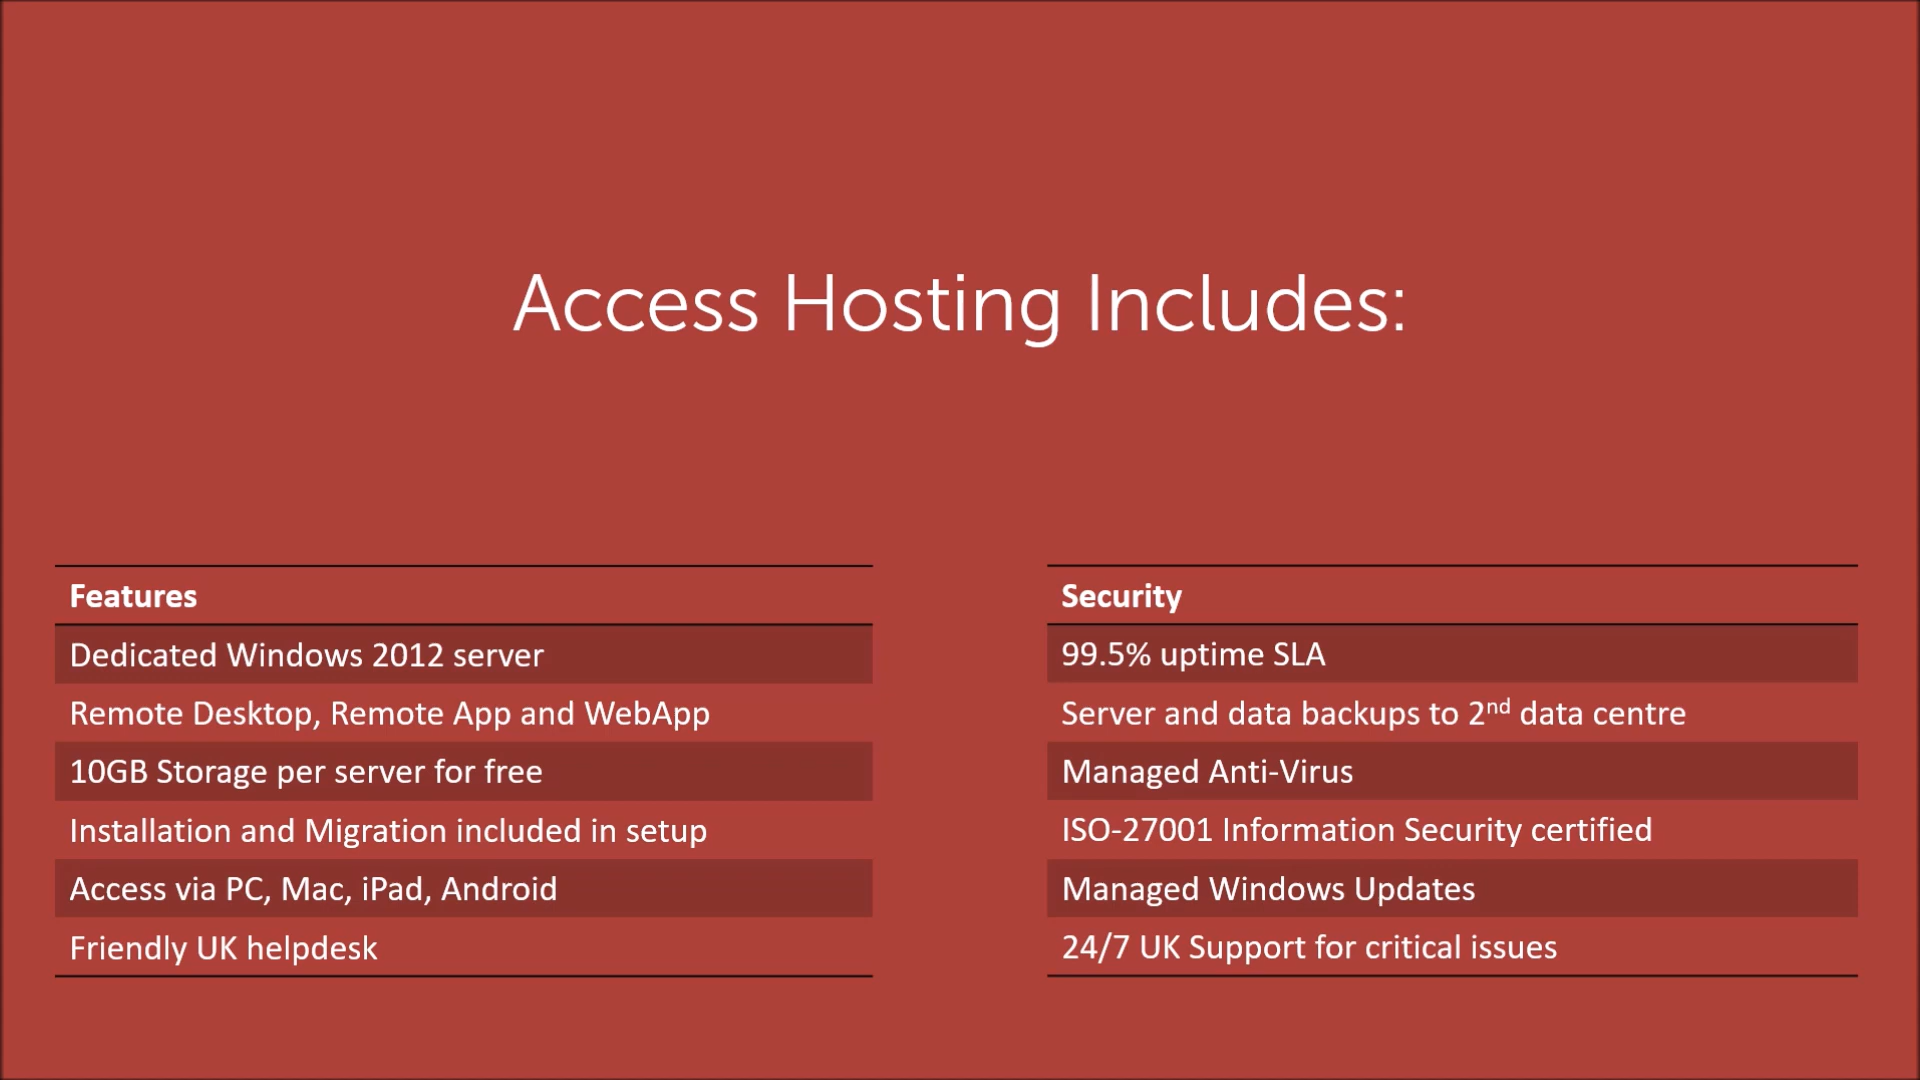 Access Hosting Includes:
Features
Dedicated Windows 2012 server
Remote Desktop, Remote App and WebApp
10GB Storage per server for free
Installation and Migration included in setup
Access via PC, Mac, iPad, Android
Friendly UK helpdesk
Security
99.5% uptime SLA
Server and data backups to 2nd data centre
Managed Anti-Virus
ISO-27001 Information Security certified
Managed Windows Updates
24/7 UK Support for critical issues